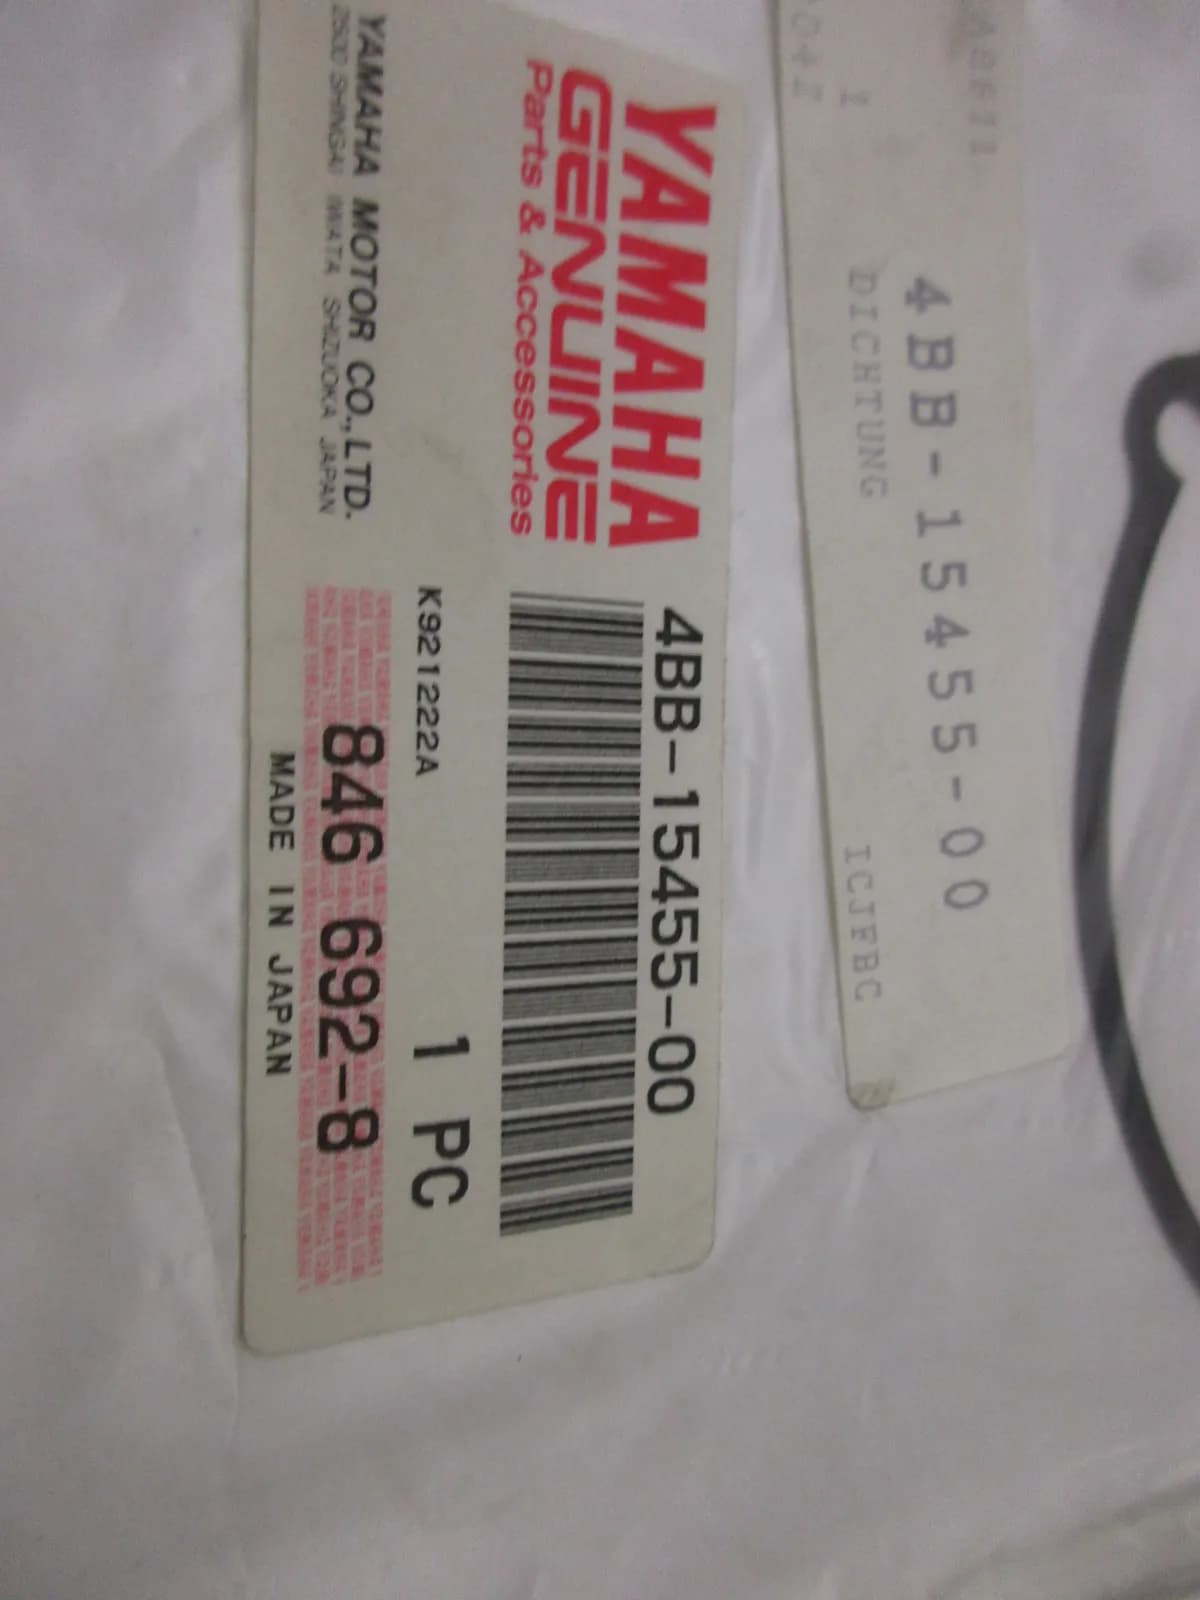 YAMAHA
GENUINE
Parts & Accessories
YAMAHA MOTOR CO.,LTD.
2500 SHINGAI IWATA SHIZUOKA JAPAN
4BB-15455-00
K921222A
1 PC
846 692-8
MADE IN JAPAN
4BB-15455-00
1
DICHTUNG
ICJFBC